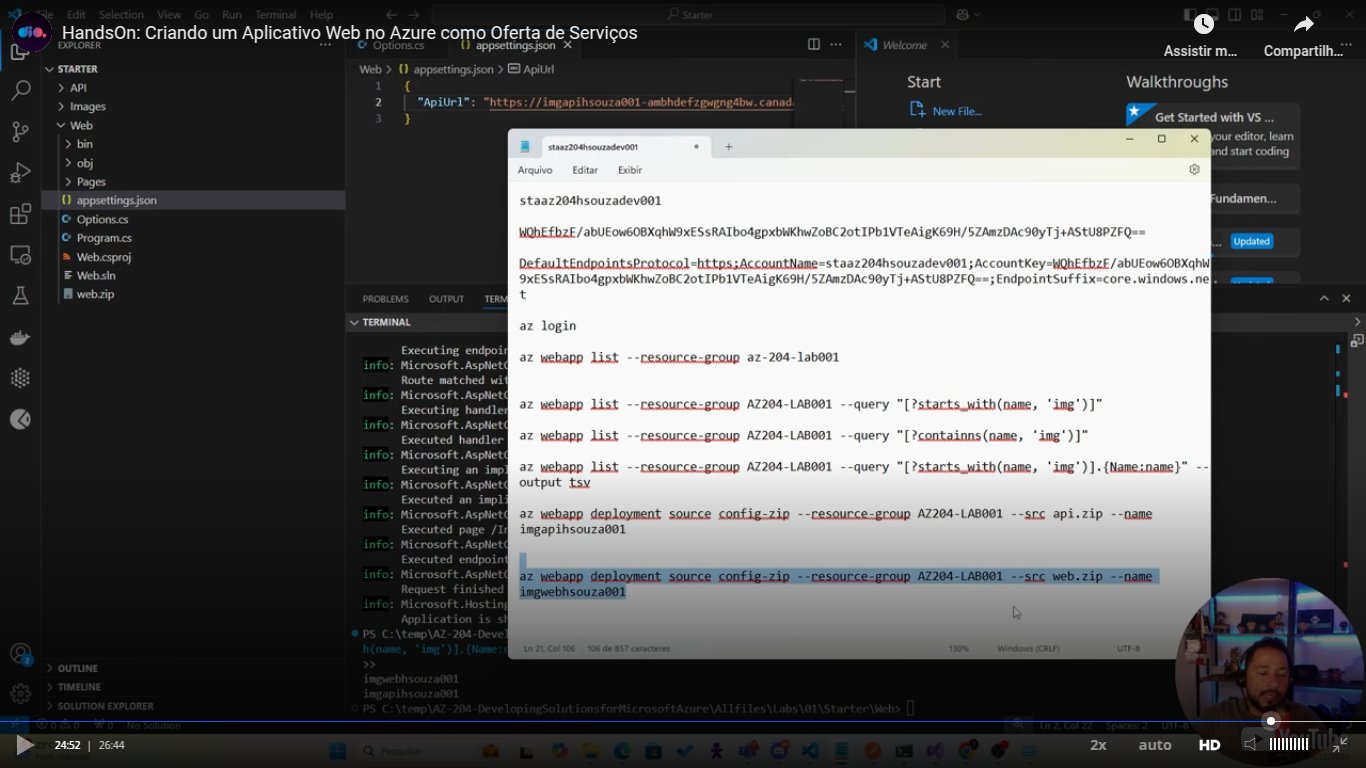 File Edit Selection View Go Run Terminal Help
Starter
HandsOn: Criando um Aplicativo Web no Azure como Oferta de Serviços
Assistir m...
Compartilh...
EXPLORER
Options.cs
appsettings.json
Welcome
STARTER
API
Images
Web
bin
obj
Pages
appsettings.json
Options.cs
Program.cs
Web.csproj
Web.sln
web.zip
Web > appsettings.json > ApiUrl
1 {
2 "ApiUrl": "https://imgapihsouza001-ambhdefzgwgng4bw.canad
3 }
Start
New File...
Walkthroughs
Get Started with VS ...
your editor, learn
and start coding
Fundamen...
Updated
staaz204hsouzadev001
Arquivo Editar Exibir
staaz204hsouzadev001
WQhEfbzF/abUEow6OBXqhW9xESsRAIbo4gpxbWKhwZoBC2otIPb1VTeAigK69H/5ZAmzDAc90yTj+AStU8PZFQ==
DefaultEndpointsProtocol=https;AccountName=staaz204hsouzadev001;AccountKey=WQhEfbzF/abUEow6OBXqhW
9xESsRAIbo4gpxbWKhwZoBC2otIPb1VTeAigK69H/5ZAmzDAc90yTj+AStU8PZFQ==;EndpointSuffix=core.windows.ne
t
az login
az webapp list --resource-group az-204-lab001
az webapp list --resource-group AZ204-LAB001 --query "[?starts_with(name, 'img')]"
az webapp list --resource-group AZ204-LAB001 --query "[?containns(name, 'img')]"
az webapp list --resource-group AZ204-LAB001 --query "[?starts_with(name, 'img')].{Name:name}" --
output tsv
az webapp deployment source config-zip --resource-group AZ204-LAB001 --src api.zip --name
imgapihsouza001
az webapp deployment source config-zip --resource-group AZ204-LAB001 --src web.zip --name
imgwebhsouza001
Ln 21, Col 106 106 de 857 caracteres 130% Windows (CRLF) UTF-8
PROBLEMS OUTPUT TERM
TERMINAL
Executing endpoin
info: Microsoft.AspNetC
Route matched wit
info: Microsoft.AspNetC
Executing handler
info: Microsoft.AspNetC
Executed handler
info: Microsoft.AspNetC
Executing an impl
info: Microsoft.AspNetC
Executed an impli
info: Microsoft.AspNetC
Executed page /In
info: Microsoft.AspNetC
Executed endpoint
info: Microsoft.AspNetC
Request finished
info: Microsoft.Hosting
Application is sh
PS C:\temp\AZ-204-Devel
h(name, 'img')].{Name:n
>>
imgwebhsouza001
imgapihsouza001
PS C:\temp\AZ-204-DevelopingSolutionsforMicrosoftAzure\Allfiles\Labs\01\Starter\Web>
OUTLINE
TIMELINE
SOLUTION EXPLORER
No Solution
Ln 2, Col 22 Spaces: 2 UTF-8
24:52 | 26:44
Pesquisar
2x auto HD
YouTube